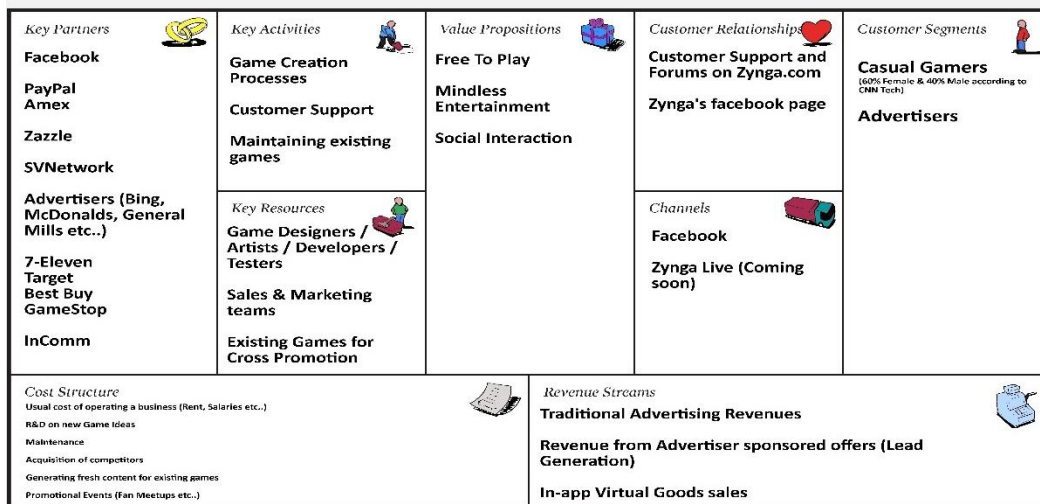 Key Partners
Facebook
PayPal
Amex
Zazzle
SVNetwork
Advertisers (Bing,
McDonalds, General
Mills etc..)
7-Eleven
Target
Best Buy
GameStop
InComm
Key Activities
Game Creation
Processes
Customer Support
Maintaining existing
games
Key Resources
Game Designers /
Artists / Developers /
Testers
Sales & Marketing
teams
Existing Games for
Cross Promotion
Value Propositions
Free To Play
Mindless
Entertainment
Social Interaction
Customer Relationships
Customer Support and
Forums on Zynga.com
Zynga's facebook page
Channels
Facebook
Zynga Live (Coming
soon)
Customer Segments
Casual Gamers
(60% Female & 40% Male according to
CNN Tech)
Advertisers
Cost Structure
Usual cost of operating a business (Rent, Salaries etc..)
R&D on new Game Ideas
Maintenance
Acquisition of competitors
Generating fresh content for existing games
Promotional Events (Fan Meetups etc..)
Revenue Streams
Traditional Advertising Revenues
Revenue from Advertiser sponsored offers (Lead
Generation)
In-app Virtual Goods sales